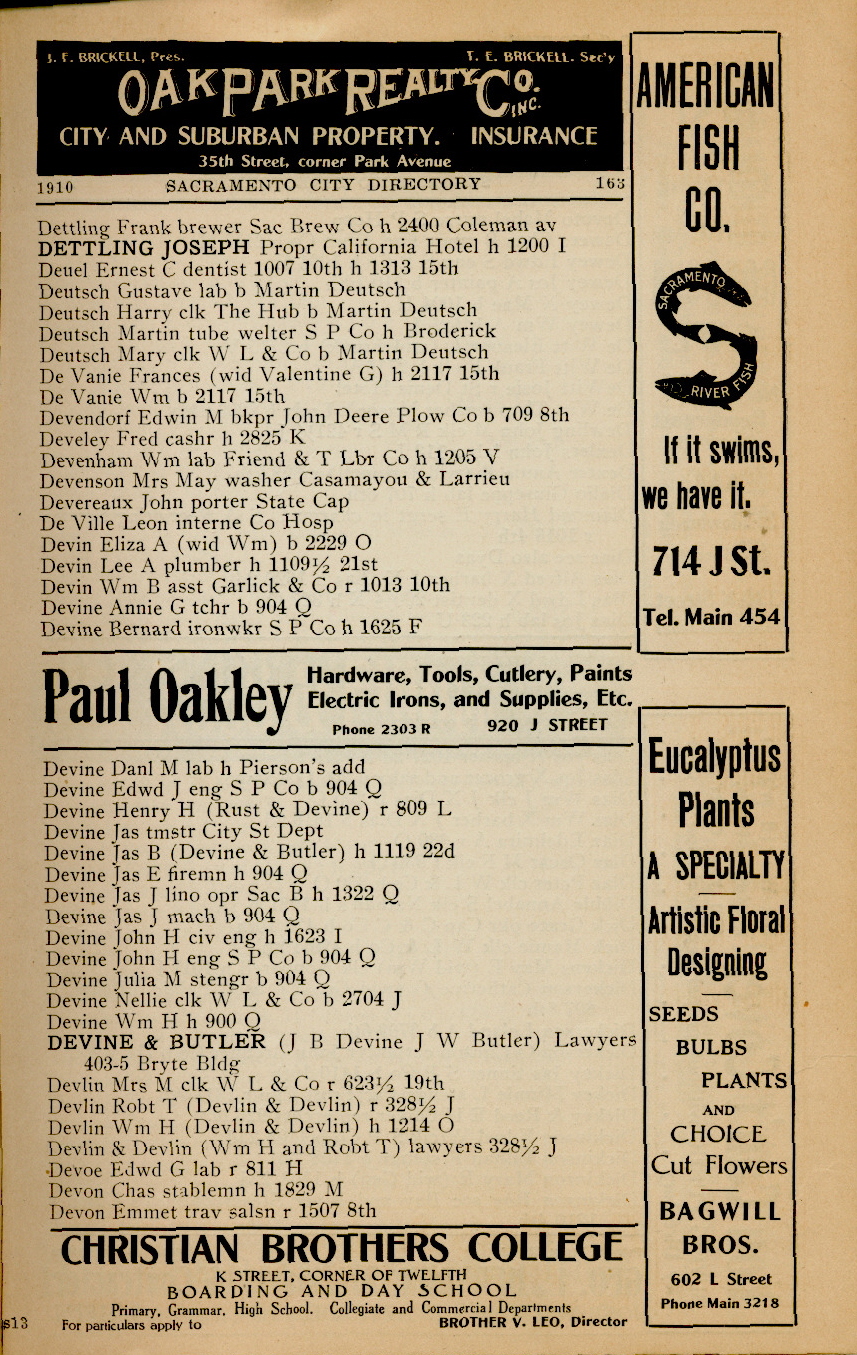 J. F. BRICKELL, Pres. T. E. BRICKELL. Sec'y
OAK PARK REALTY CO. INC.
CITY AND SUBURBAN PROPERTY. INSURANCE
35th Street, corner Park Avenue
1910 SACRAMENTO CITY DIRECTORY 163
Dettling Frank brewer Sac Brew Co h 2400 Coleman av
DETTLING JOSEPH Propr California Hotel h 1200 I
Deuel Ernest C dentist 1007 10th h 1313 15th
Deutsch Gustave lab b Martin Deutsch
Deutsch Harry clk The Hub b Martin Deutsch
Deutsch Martin tube welter S P Co h Broderick
Deutsch Mary clk W L & Co b Martin Deutsch
De Vanie Frances (wid Valentine G) h 2117 15th
De Vanie Wm b 2117 15th
Devendorf Edwin M bkpr John Deere Plow Co b 709 8th
Develey Fred cashr h 2825 K
Devenham Wm lab Friend & T Lbr Co h 1205 V
Devenson Mrs May washer Casamayou & Larrieu
Devereaux John porter State Cap
De Ville Leon interne Co Hosp
Devin Eliza A (wid Wm) b 2229 O
Devin Lee A plumber h 1109½ 21st
Devin Wm B asst Garlick & Co r 1013 10th
Devine Annie G tchr b 904 Q
Devine Bernard ironwkr S P Co h 1625 F
Paul Oakley
Hardware, Tools, Cutlery, Paints
Electric Irons, and Supplies, Etc.
Phone 2303 R 920 J STREET
Devine Danl M lab h Pierson's add
Devine Edwd J eng S P Co b 904 Q
Devine Henry H (Rust & Devine) r 809 L
Devine Jas tmstr City St Dept
Devine Jas B (Devine & Butler) h 1119 22d
Devine Jas E firemn h 904 Q
Devine Jas J lino opr Sac B h 1322 Q
Devine Jas J mach b 904 Q
Devine John H civ eng h 1623 I
Devine John H eng S P Co b 904 Q
Devine Julia M stengr b 904 Q
Devine Nellie clk W L & Co b 2704 J
Devine Wm H h 900 Q
DEVINE & BUTLER (J B Devine J W Butler) Lawyers
403-5 Bryte Bldg
Devlin Mrs M clk W L & Co r 623½ 19th
Devlin Robt T (Devlin & Devlin) r 328½ J
Devlin Wm H (Devlin & Devlin) h 1214 O
Devlin & Devlin (Wm H and Robt T) lawyers 328½ J
Devoe Edwd G lab r 811 H
Devon Chas stablemn h 1829 M
Devon Emmet trav salsn r 1507 8th
CHRISTIAN BROTHERS COLLEGE
K STREET, CORNER OF TWELFTH
BOARDING AND DAY SCHOOL
Primary, Grammar, High School. Collegiate and Commercial Departments
For particulars apply to BROTHER V. LEO, Director
s13
AMERICAN
FISH
CO.
SACRAMENTO
RIVER FISH
If it swims,
we have it.
714 J St.
Tel. Main 454
Eucalyptus
Plants
A SPECIALTY
Artistic Floral
Designing
SEEDS
BULBS
PLANTS
AND
CHOICE
Cut Flowers
BAGWILL
BROS.
602 L Street
Phone Main 3218